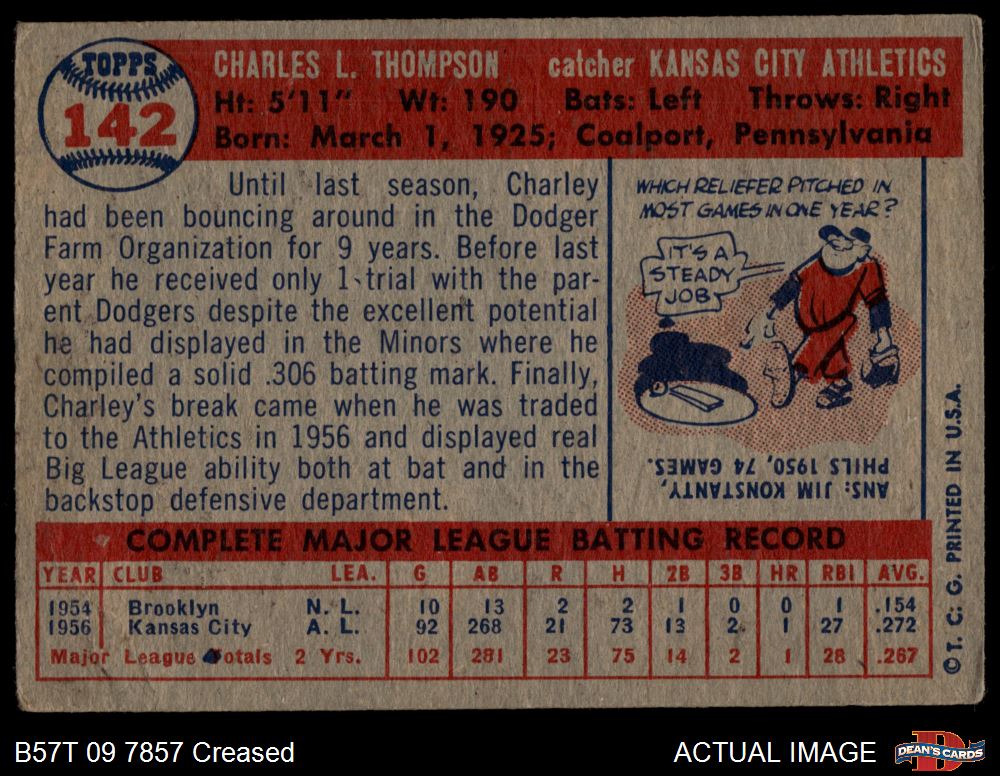 TOPPS
142
CHARLES L. THOMPSON catcher KANSAS CITY ATHLETICS
Ht: 5'11" Wt: 190 Bats: Left Throws: Right
Born: March 1, 1925; Coalport, Pennsylvania
Until last season, Charley
had been bouncing around in the Dodger
Farm Organization for 9 years. Before last
year he received only 1 trial with the par-
ent Dodgers despite the excellent potential
he had displayed in the Minors where he
compiled a solid .306 batting mark. Finally,
Charley's break came when he was traded
to the Athletics in 1956 and displayed real
Big League ability both at bat and in the
backstop defensive department.
WHICH RELIEFER PITCHED IN
MOST GAMES IN ONE YEAR?
IT'S A
STEADY
JOB
ANS: JIM KONSTANTY,
PHILS 1950, 74 GAMES.
COMPLETE MAJOR LEAGUE BATTING RECORD
YEAR CLUB LEA. G AB R H 2B 3B HR RBI AVG.
1954 Brooklyn N. L. 10 13 2 2 1 0 0 1 .154
1956 Kansas City A. L. 92 268 21 73 13 2 1 27 .272
Major League Totals 2 Yrs. 102 281 23 75 14 2 1 28 .267
© T. C. G. PRINTED IN U.S.A.
B57T 09 7857 Creased
ACTUAL IMAGE
D
DEAN'S CARDS